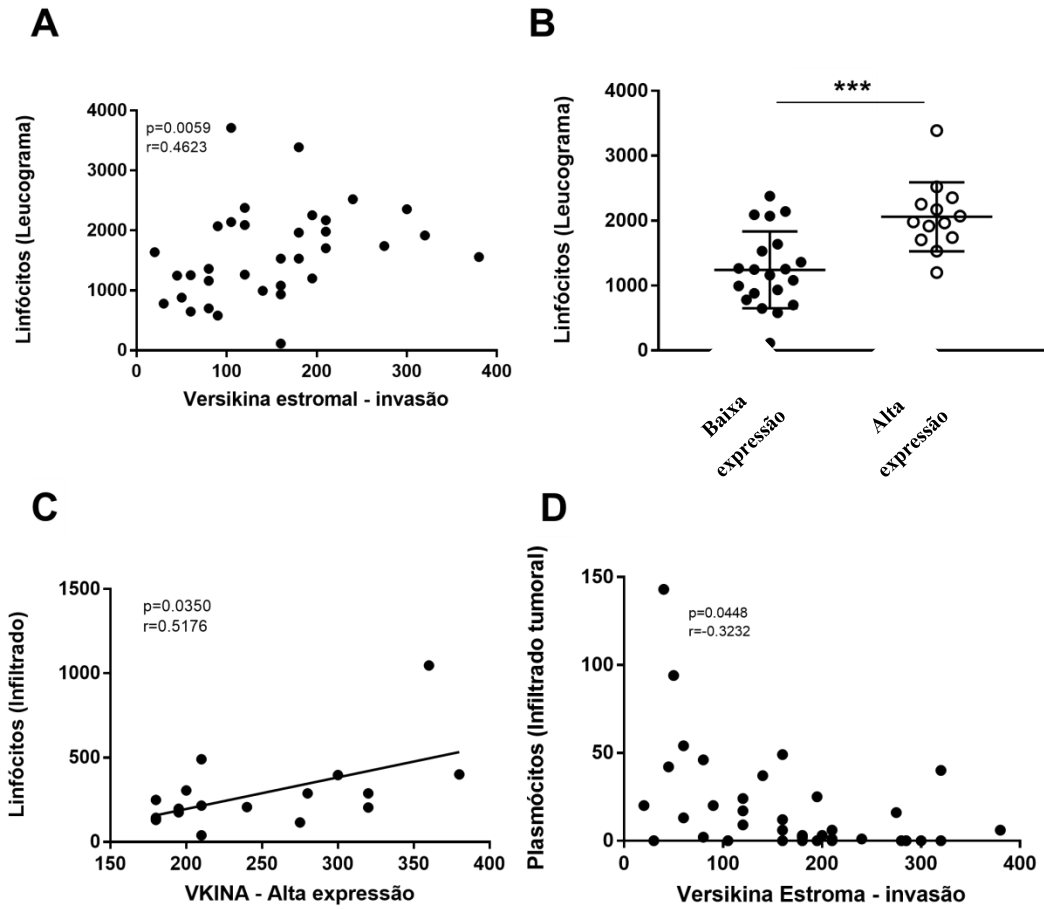 A
Linfócitos (Leucograma)
4000
3000
2000
1000
0
p=0.0059
r=0.4623
0 100 200 300 400
Versikina estromal - invasão
B
Linfócitos (Leucograma)
4000
3000
2000
1000
0
***
Baixa
expressão
Alta
expressão
C
Linfócitos (Infiltrado)
1500
1000
500
0
p=0.0350
r=0.5176
150 200 250 300 350 400
VKINA - Alta expressão
D
Plasmócitos (Infiltrado tumoral)
150
100
50
0
p=0.0448
r=-0.3232
0 100 200 300 400
Versikina Estroma - invasão